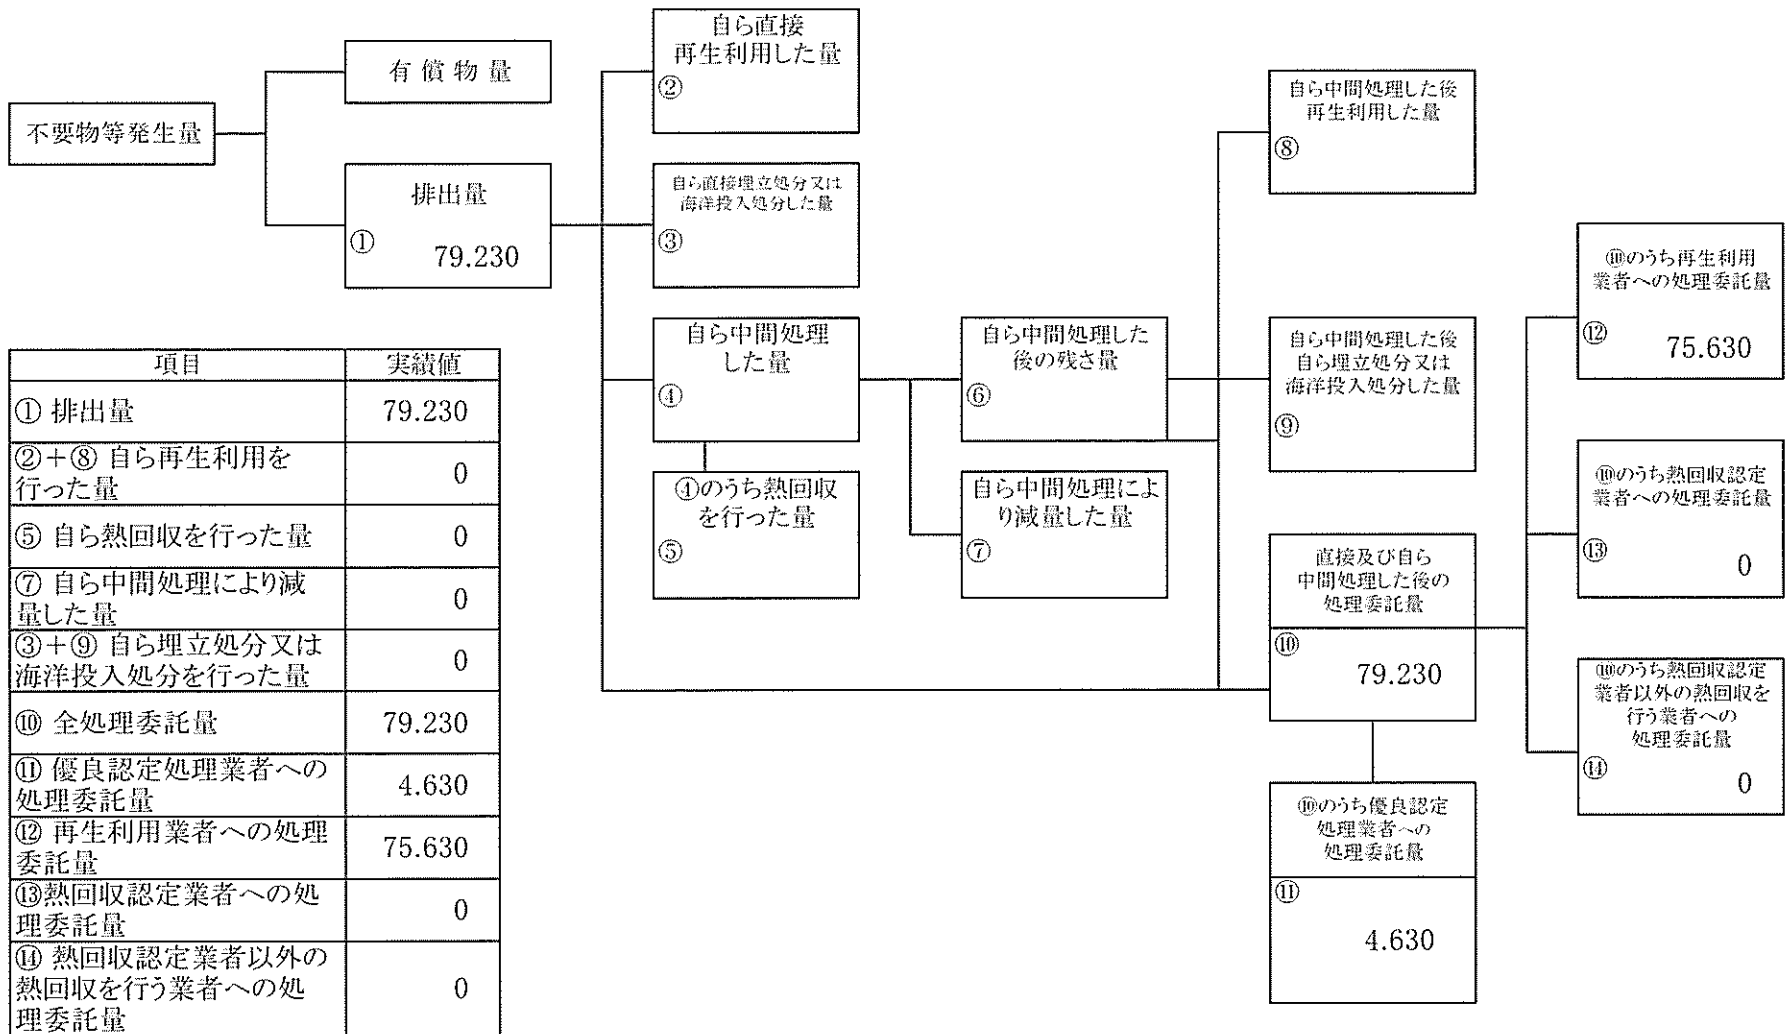 不要物等発生量
有償物量
排出量
①
79.230
自ら直接
再生利用した量
②
自ら直接埋立処分又は
海洋投入処分した量
③
自ら中間処理
した量
④
④のうち熱回収
を行った量
⑤
自ら中間処理した
後の残さ量
⑥
自ら中間処理によ
り減量した量
⑦
自ら中間処理した後
再生利用した量
⑧
自ら中間処理した後
自ら埋立処分又は
海洋投入処分した量
⑨
直接及び自ら
中間処理した後の
処理委託量
⑩
79.230
⑩のうち優良認定
処理業者への
処理委託量
⑪
4.630
⑩のうち再生利用
業者への処理委託量
⑫
75.630
⑩のうち熱回収認定
業者への処理委託量
⑬
0
⑩のうち熱回収認定
業者以外の熱回収を
行う業者への
処理委託量
⑭
0
項目 実績値
① 排出量 79.230
②+⑧ 自ら再生利用を
行った量 0
⑤ 自ら熱回収を行った量 0
⑦ 自ら中間処理により減
量した量 0
③+⑨ 自ら埋立処分又は
海洋投入処分を行った量 0
⑩ 全処理委託量 79.230
⑪ 優良認定処理業者への
処理委託量 4.630
⑫ 再生利用業者への処理
委託量 75.630
⑬熱回収認定業者への処
理委託量 0
⑭ 熱回収認定業者以外の
熱回収を行う業者への処
理委託量 0